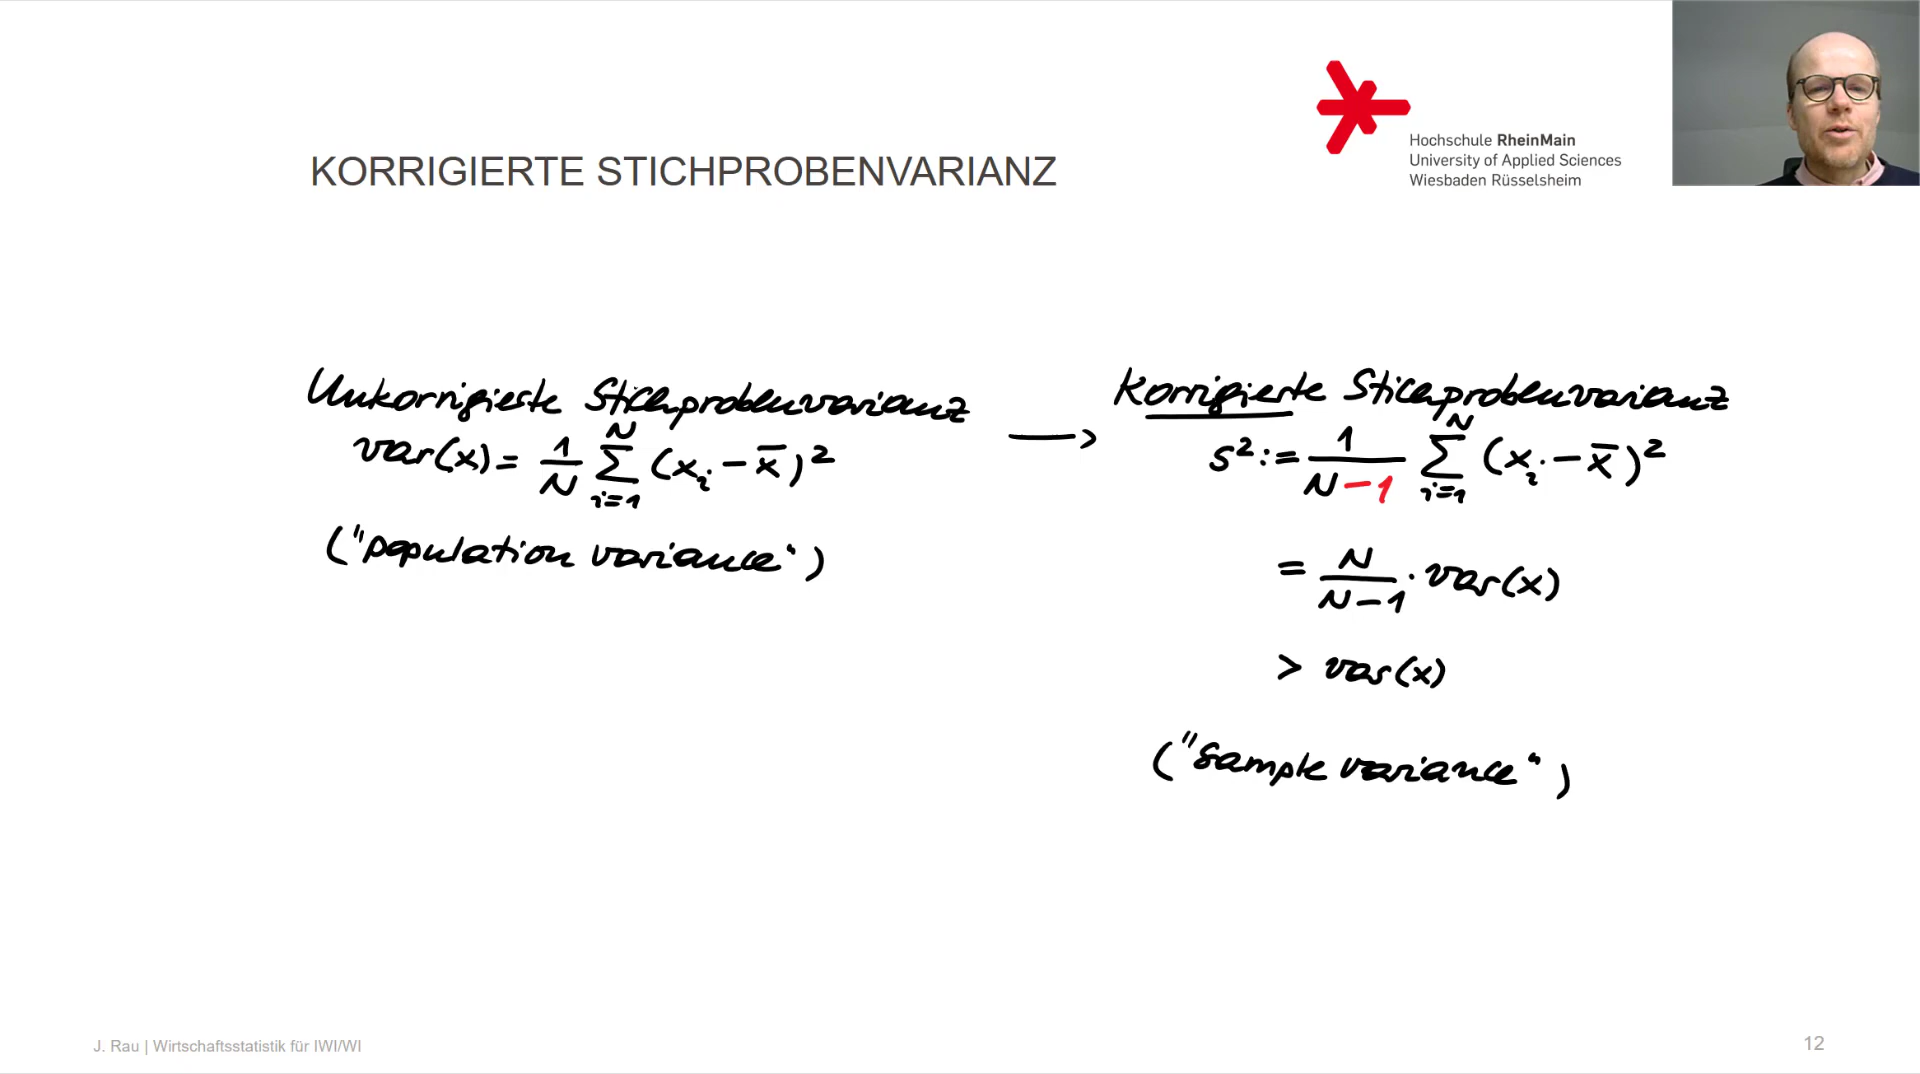 Hochschule RheinMain
University of Applied Sciences
Wiesbaden Rüsselsheim
KORRIGIERTE STICHPROBENVARIANZ
Unkorrigierte Stichprobenvarianz
var(x) = 1/N ∑_{i=1}^{N} (x_i - x̄)²
("population variance")
→
Korrigierte Stichprobenvarianz
s² := 1/(N-1) ∑_{i=1}^{N} (x_i - x̄)²
= N/(N-1) · var(x)
> var(x)
("sample variance")
J. Rau | Wirtschaftsstatistik für IWI/WI
12